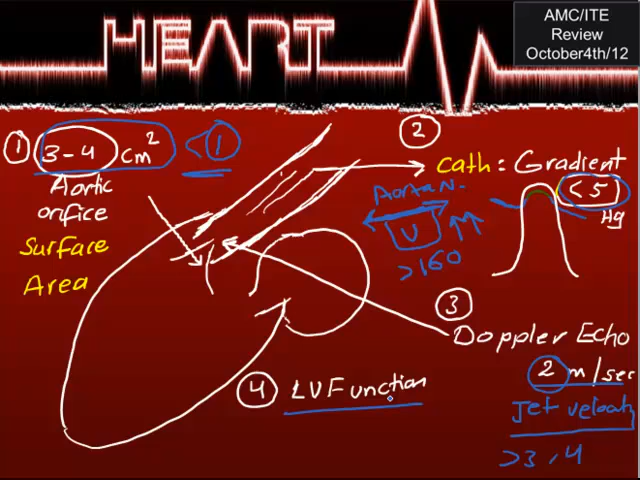 HEART
AMC/ITE
Review
October4th/12
① 3-4 cm² <①
Aortic
orifice
Surface
Area
②
Cath: Gradient
<5
Hg
Aorta N.
V
>160
③
Doppler Echo
2 m/sec
Jet velocity
>3,4
④ LV Function